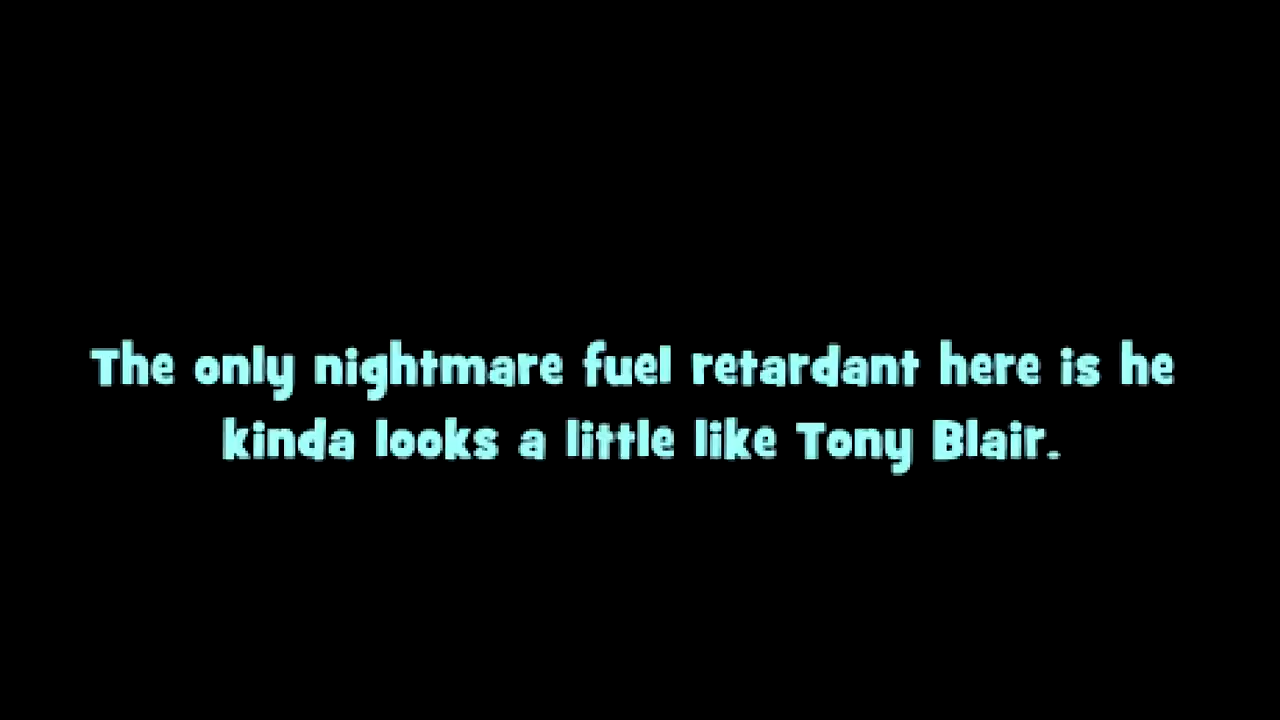 The only nightmare fuel retardant here is he
kinda looks a little like Tony Blair.